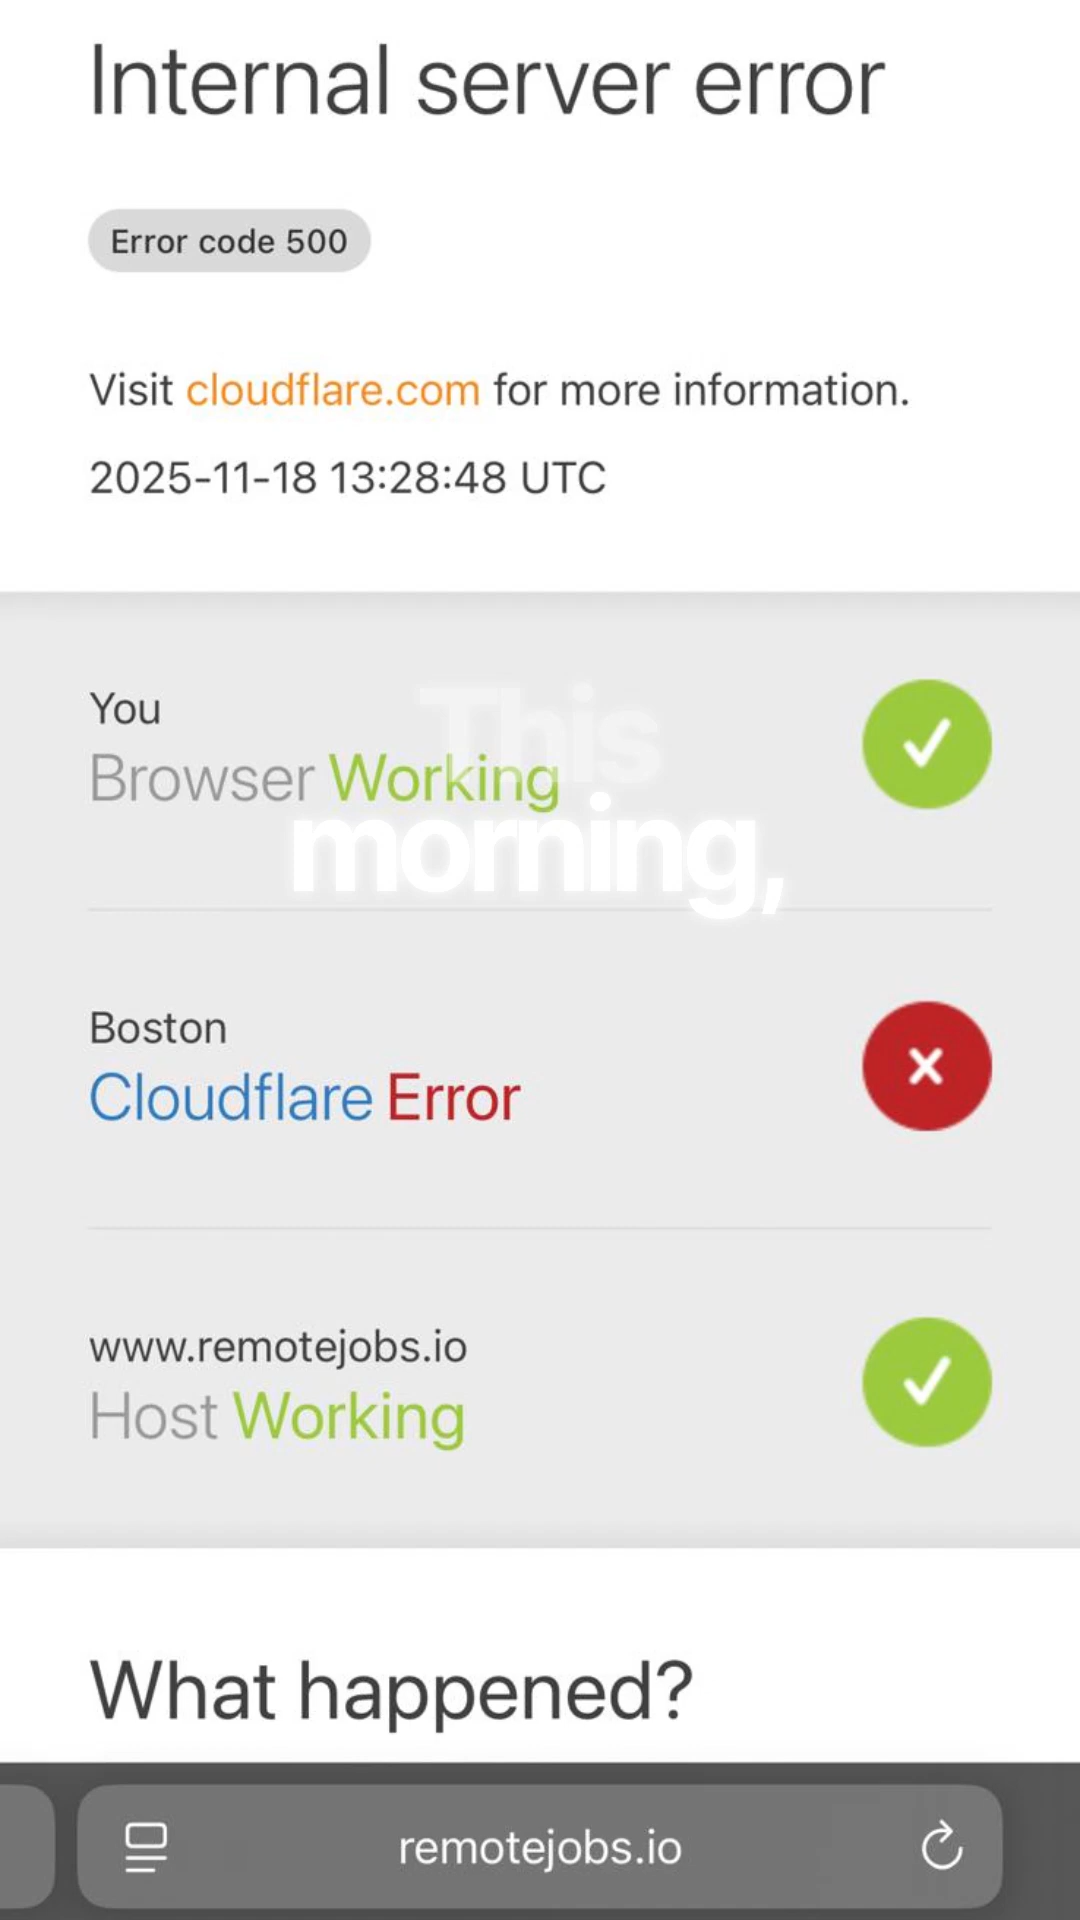 Internal server error
Error code 500
Visit cloudflare.com for more information.
2025-11-18 13:28:48 UTC
You
Browser Working
This
morning,
Boston
Cloudflare Error
www.remotejobs.io
Host Working
What happened?
remotejobs.io